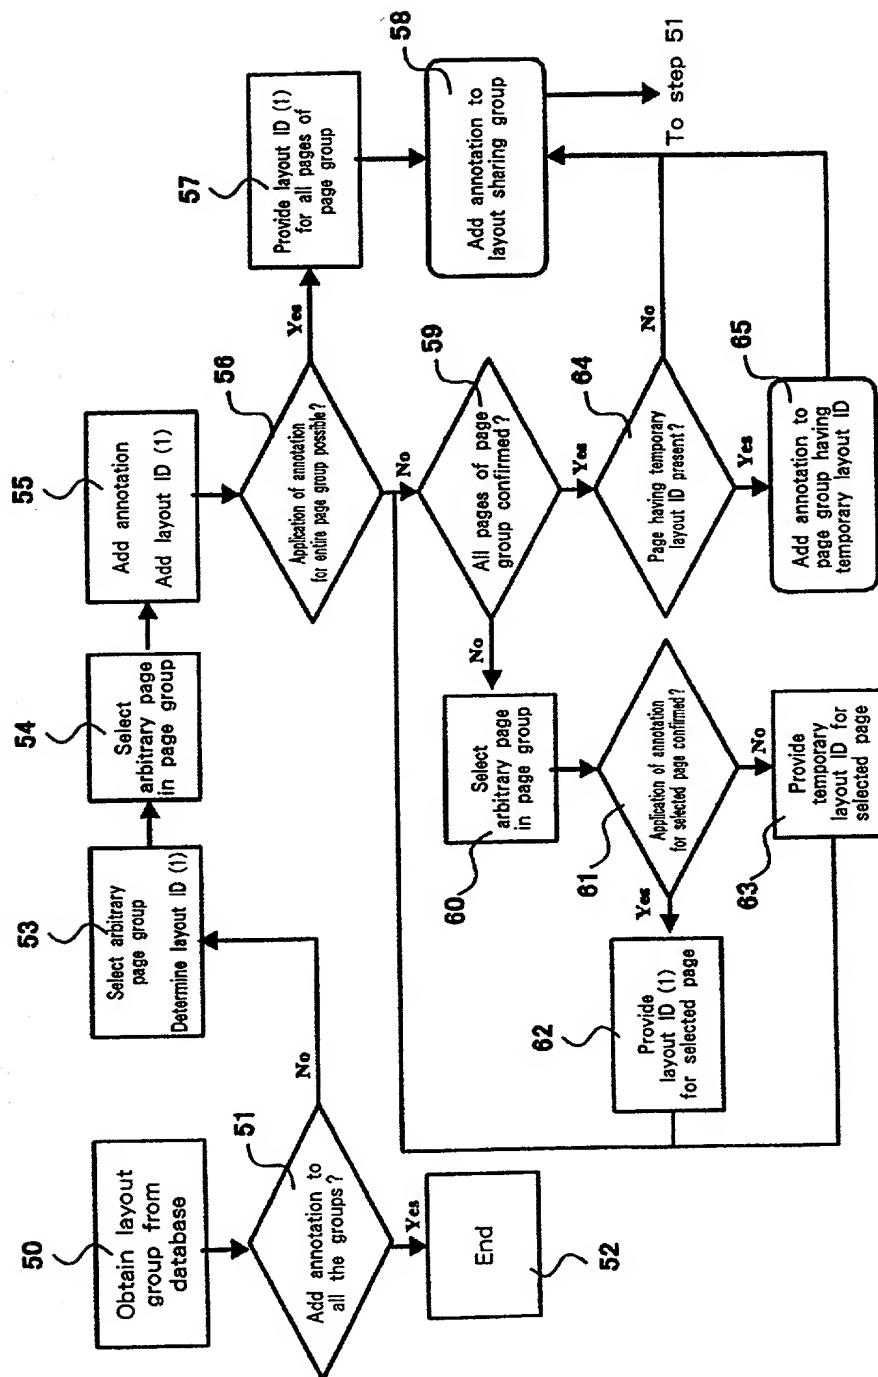 50
Obtain layout
group from
database
51
Add annotation to
all the groups?
Yes
End
52
No
53
Select arbitrary
page group
Determine layout ID (1)
54
Select
arbitrary page
in page group
55
Add annotation
Add layout ID (1)
56
Application of annotation
for entire page group possible?
Yes
57
Provide layout ID (1)
for all pages of
page group
58
Add annotation to
layout sharing group
To step 51
No
59
All pages of page
group confirmed?
No
60
Select
arbitrary page
in page group
61
Application of annotation
for selected page confirmed?
Yes
62
Provide
layout ID (1)
for selected page
No
63
Provide
temporary
layout ID for
selected page
Yes
64
Page having temporary
layout ID present?
No
Yes
65
Add annotation to
page group having
temporary layout ID